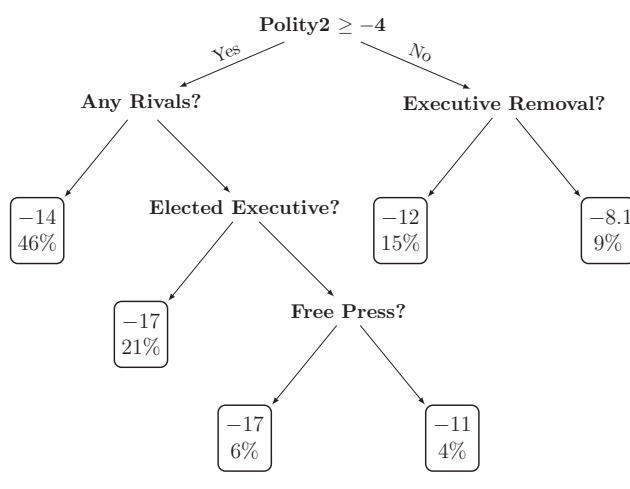 Polity2 ≥ −4
Yes
No
Any Rivals?
Executive Removal?
−14
46%
Elected Executive?
−12
15%
−8.1
9%
−17
21%
Free Press?
−17
6%
−11
4%